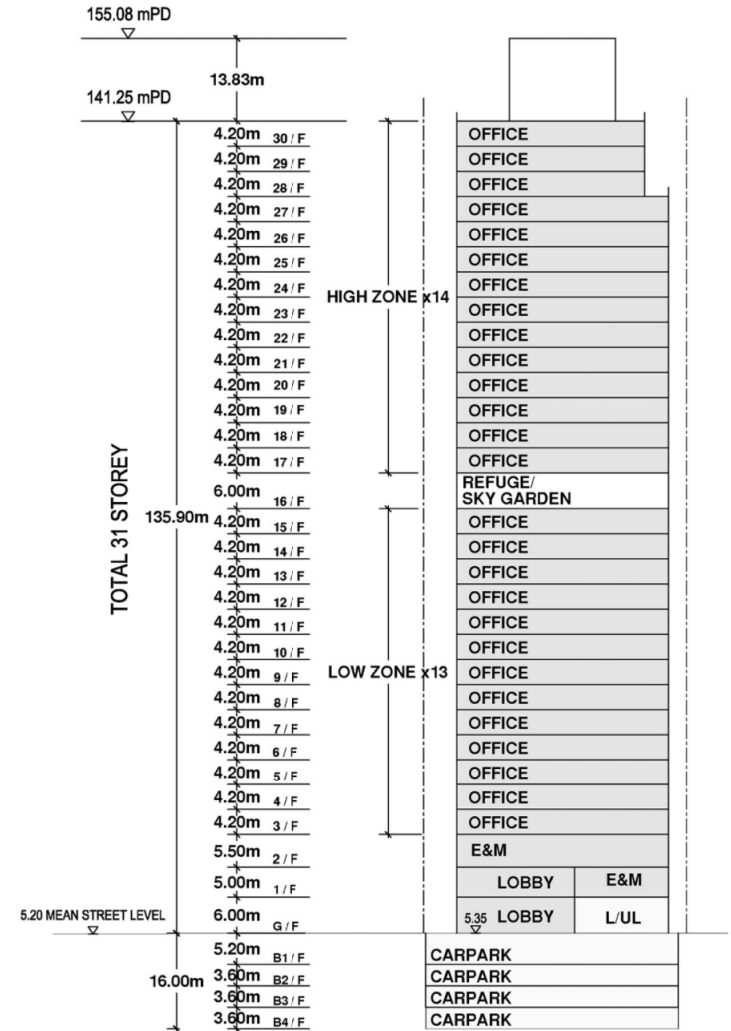 155.08 mPD
13.83m
141.25 mPD
4.20m 30 / F OFFICE
4.20m 29 / F OFFICE
4.20m 28 / F OFFICE
4.20m 27 / F OFFICE
4.20m 26 / F OFFICE
4.20m 25 / F OFFICE
4.20m 24 / F OFFICE
HIGH ZONE x14
4.20m 23 / F OFFICE
4.20m 22 / F OFFICE
4.20m 21 / F OFFICE
4.20m 20 / F OFFICE
4.20m 19 / F OFFICE
4.20m 18 / F OFFICE
4.20m 17 / F OFFICE
6.00m 16 / F REFUGE/
SKY GARDEN
TOTAL 31 STOREY
135.90m
4.20m 15 / F OFFICE
4.20m 14 / F OFFICE
4.20m 13 / F OFFICE
4.20m 12 / F OFFICE
4.20m 11 / F OFFICE
4.20m 10 / F OFFICE
4.20m 9 / F LOW ZONE x13 OFFICE
4.20m 8 / F OFFICE
4.20m 7 / F OFFICE
4.20m 6 / F OFFICE
4.20m 5 / F OFFICE
4.20m 4 / F OFFICE
4.20m 3 / F OFFICE
5.50m 2 / F E&M
5.00m 1 / F LOBBY E&M
5.20 MEAN STREET LEVEL
6.00m G / F 5.35 LOBBY L/UL
5.20m B1 / F CARPARK
16.00m
3.60m B2 / F CARPARK
3.60m B3 / F CARPARK
3.60m B4 / F CARPARK